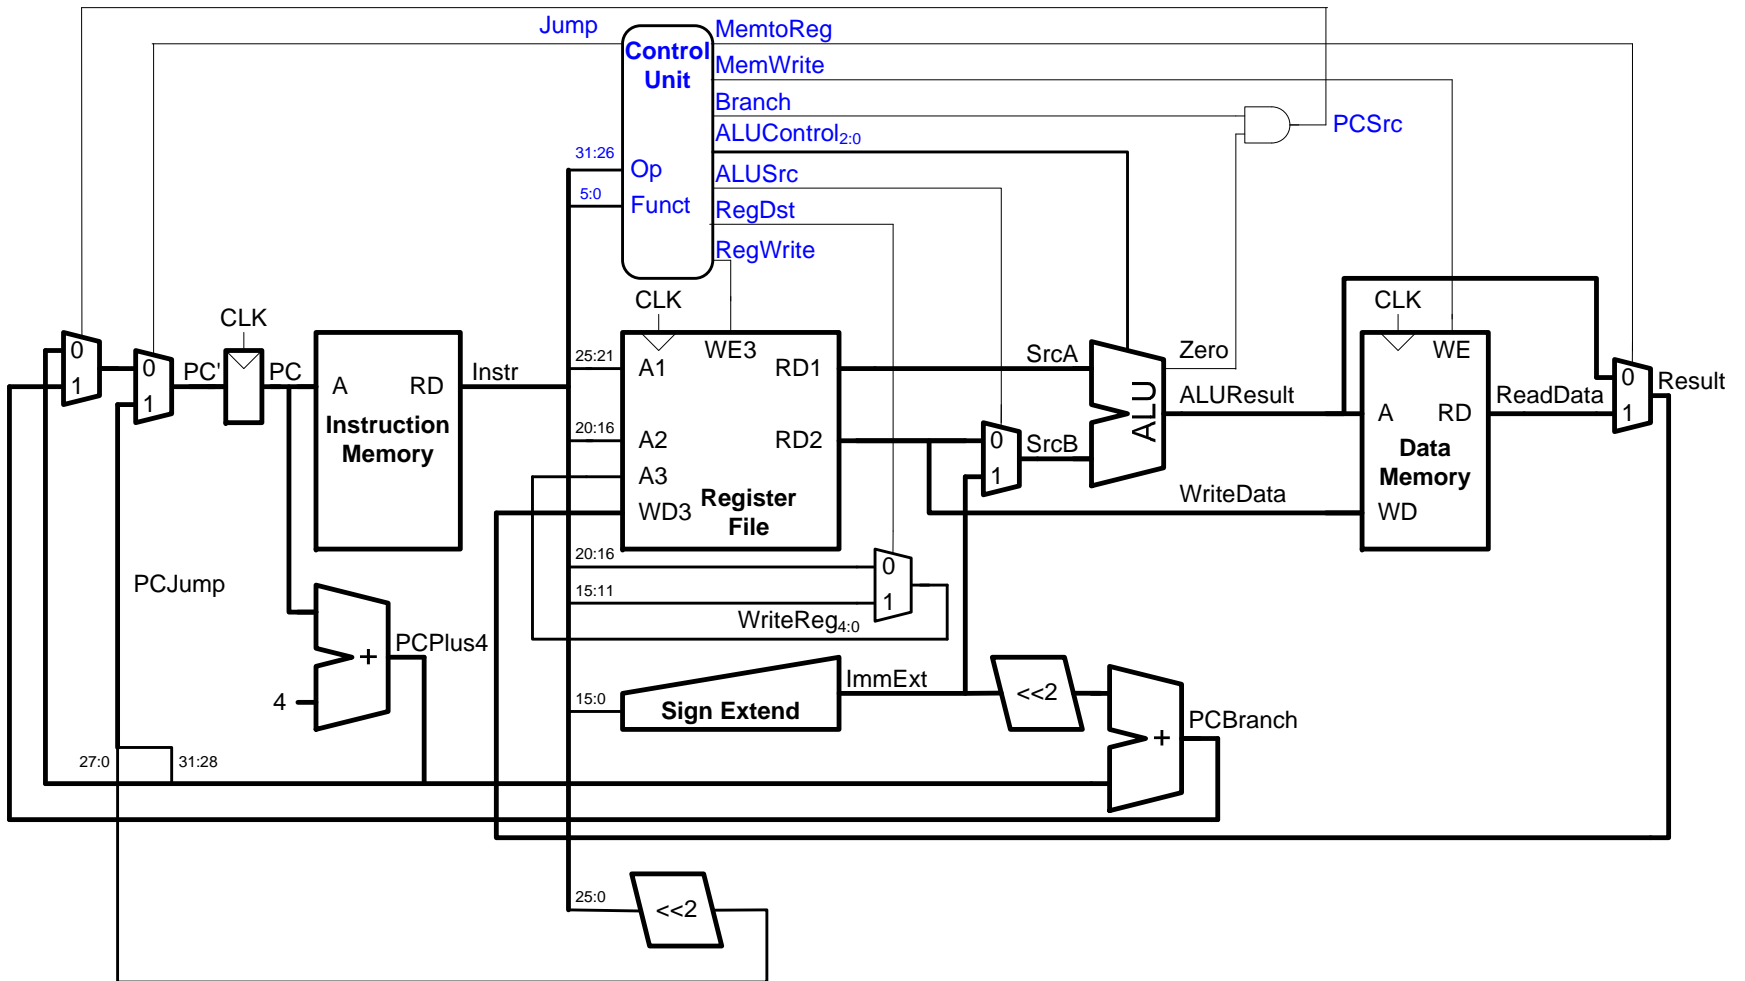 Jump
MemtoReg
Control
Unit
MemWrite
Branch
PCSrc
ALUControl2:0
31:26
Op
ALUSrc
5:0
Funct
RegDst
RegWrite
CLK
CLK
CLK
0
1
0
1
PC'
PC
A
RD
Instruction
Memory
Instr
25:21
A1
WE3
RD1
20:16
A2
RD2
A3
WD3
Register
File
SrcA
0
1
SrcB
ALU
Zero
ALUResult
WriteData
WE
A
RD
Data
Memory
WD
ReadData
0
1
Result
20:16
0
15:11
1
WriteReg4:0
PCJump
+
PCPlus4
4
15:0
Sign Extend
ImmExt
<<2
+
PCBranch
27:0
31:28
25:0
<<2